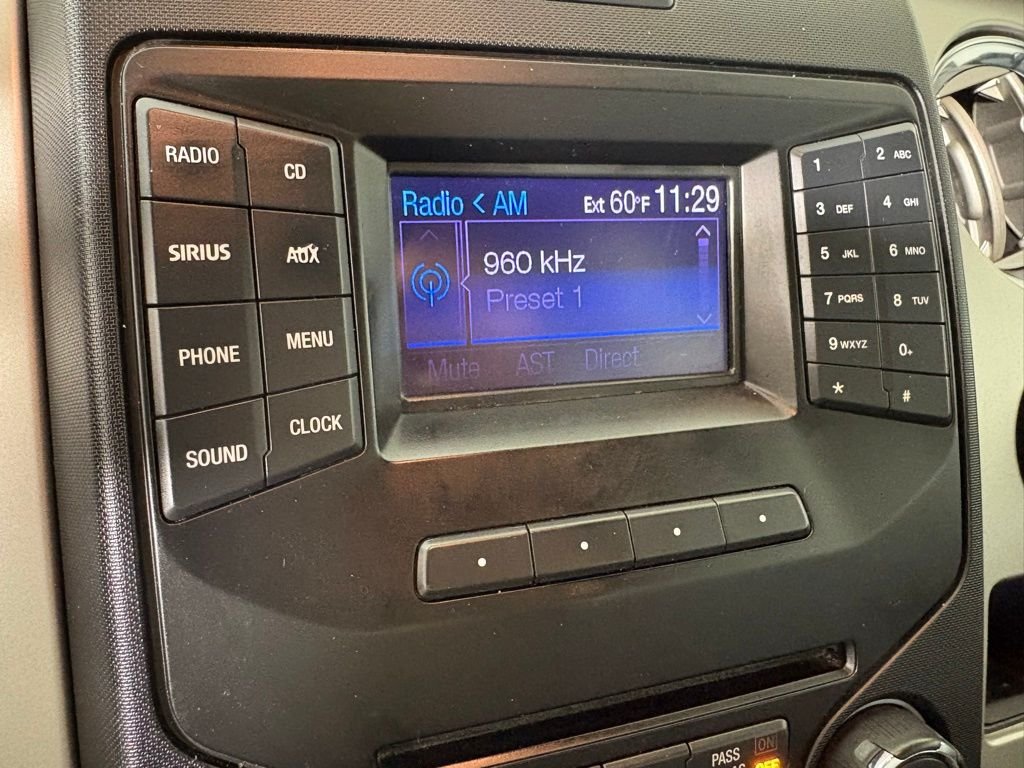 RADIO
CD
SIRIUS
AUX
PHONE
MENU
SOUND
CLOCK
Radio < AM Ext 60°F 11:29
960 kHz
Preset 1
Mute AST Direct
1 2 ABC
3 DEF 4 GHI
5 JKL 6 MNO
7 PQRS 8 TUV
9 WXYZ 0+
* #
PASS ON
OFF